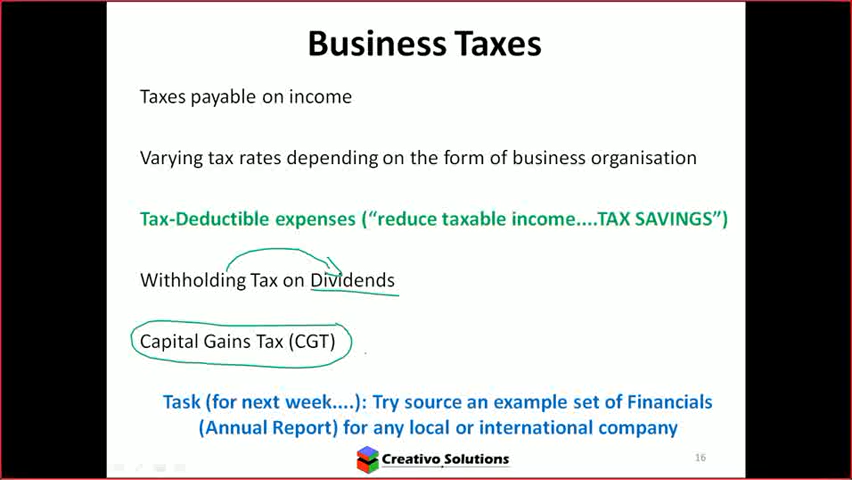 Business Taxes
Taxes payable on income
Varying tax rates depending on the form of business organisation
Tax-Deductible expenses (“reduce taxable income....TAX SAVINGS”)
Withholding Tax on Dividends
Capital Gains Tax (CGT)
Task (for next week....): Try source an example set of Financials
(Annual Report) for any local or international company
Creativo Solutions
16